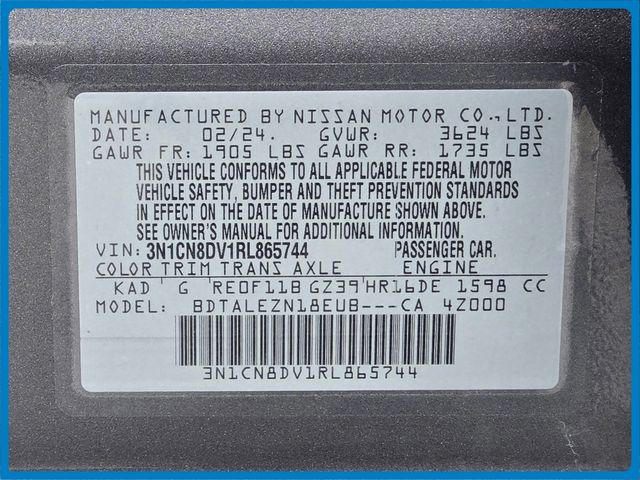 MANUFACTURED BY NISSAN MOTOR CO.,LTD.
DATE: 02/24. GVWR: 3624 LBS
GAWR FR: 1905 LBS GAWR RR: 1735 LBS
THIS VEHICLE CONFORMS TO ALL APPLICABLE FEDERAL MOTOR
VEHICLE SAFETY, BUMPER AND THEFT PREVENTION STANDARDS
IN EFFECT ON THE DATE OF MANUFACTURE SHOWN ABOVE.
SEE OWNER'S MANUAL FOR ADDITIONAL INFORMATION.
VIN: 3N1CN8DV1RL865744 PASSENGER CAR.
COLOR TRIM TRANS AXLE ENGINE
KAD G RE0F11B GZ39 HR16DE 1598 CC
MODEL: BDTALEZN18EUB---CA 4Z000
3N1CN8DV1RL865744